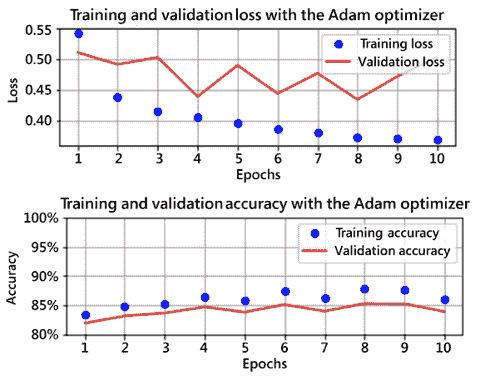 Training and validation loss with the Adam optimizer
0.55
0.50
0.45
0.40
Loss
Training loss
Validation loss
1 2 3 4 5 6 7 8 9 10
Epochs
Training and validation accuracy with the Adam optimizer
100%
95%
90%
85%
80%
Accuracy
Training accuracy
Validation accuracy
1 2 3 4 5 6 7 8 9 10
Epochs